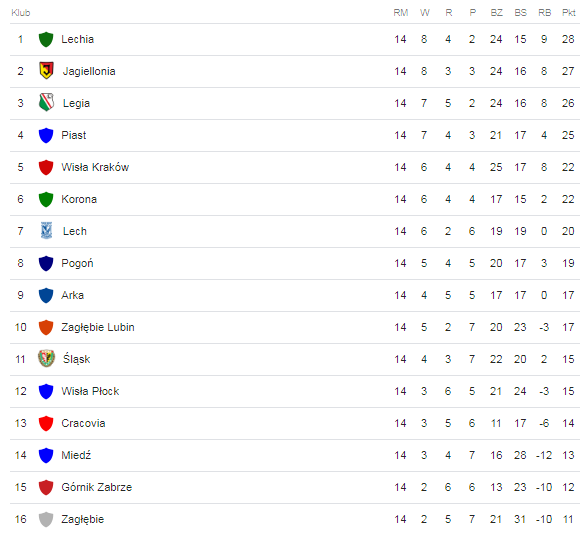 Klub RM W R P BZ BS RB Pkt
1 Lechia 14 8 4 2 24 15 9 28
2 Jagiellonia 14 8 3 3 24 16 8 27
3 Legia 14 7 5 2 24 16 8 26
4 Piast 14 7 4 3 21 17 4 25
5 Wisła Kraków 14 6 4 4 25 17 8 22
6 Korona 14 6 4 4 17 15 2 22
7 Lech 14 6 2 6 19 19 0 20
8 Pogoń 14 5 4 5 20 17 3 19
9 Arka 14 4 5 5 17 17 0 17
10 Zagłębie Lubin 14 5 2 7 20 23 -3 17
11 Śląsk 14 4 3 7 22 20 2 15
12 Wisła Płock 14 3 6 5 21 24 -3 15
13 Cracovia 14 3 5 6 11 17 -6 14
14 Miedź 14 3 4 7 16 28 -12 13
15 Górnik Zabrze 14 2 6 6 13 23 -10 12
16 Zagłębie 14 2 5 7 21 31 -10 11